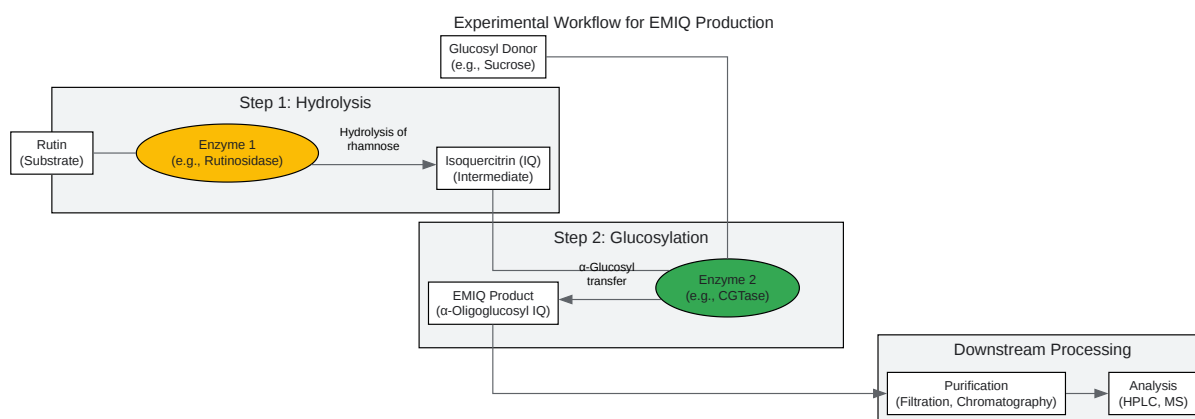 Experimental Workflow for EMIQ Production
Glucosyl Donor
(e.g., Sucrose)
Step 1: Hydrolysis
Rutin
(Substrate)
Enzyme 1
(e.g., Rutinosidase)
Hydrolysis of
rhamnose
Isoquercitrin (IQ)
(Intermediate)
Step 2: Glucosylation
α-Glucosyl
transfer
Enzyme 2
(e.g., CGTase)
EMIQ Product
(α-Oligoglucosyl IQ)
Downstream Processing
Purification
(Filtration, Chromatography)
Analysis
(HPLC, MS)